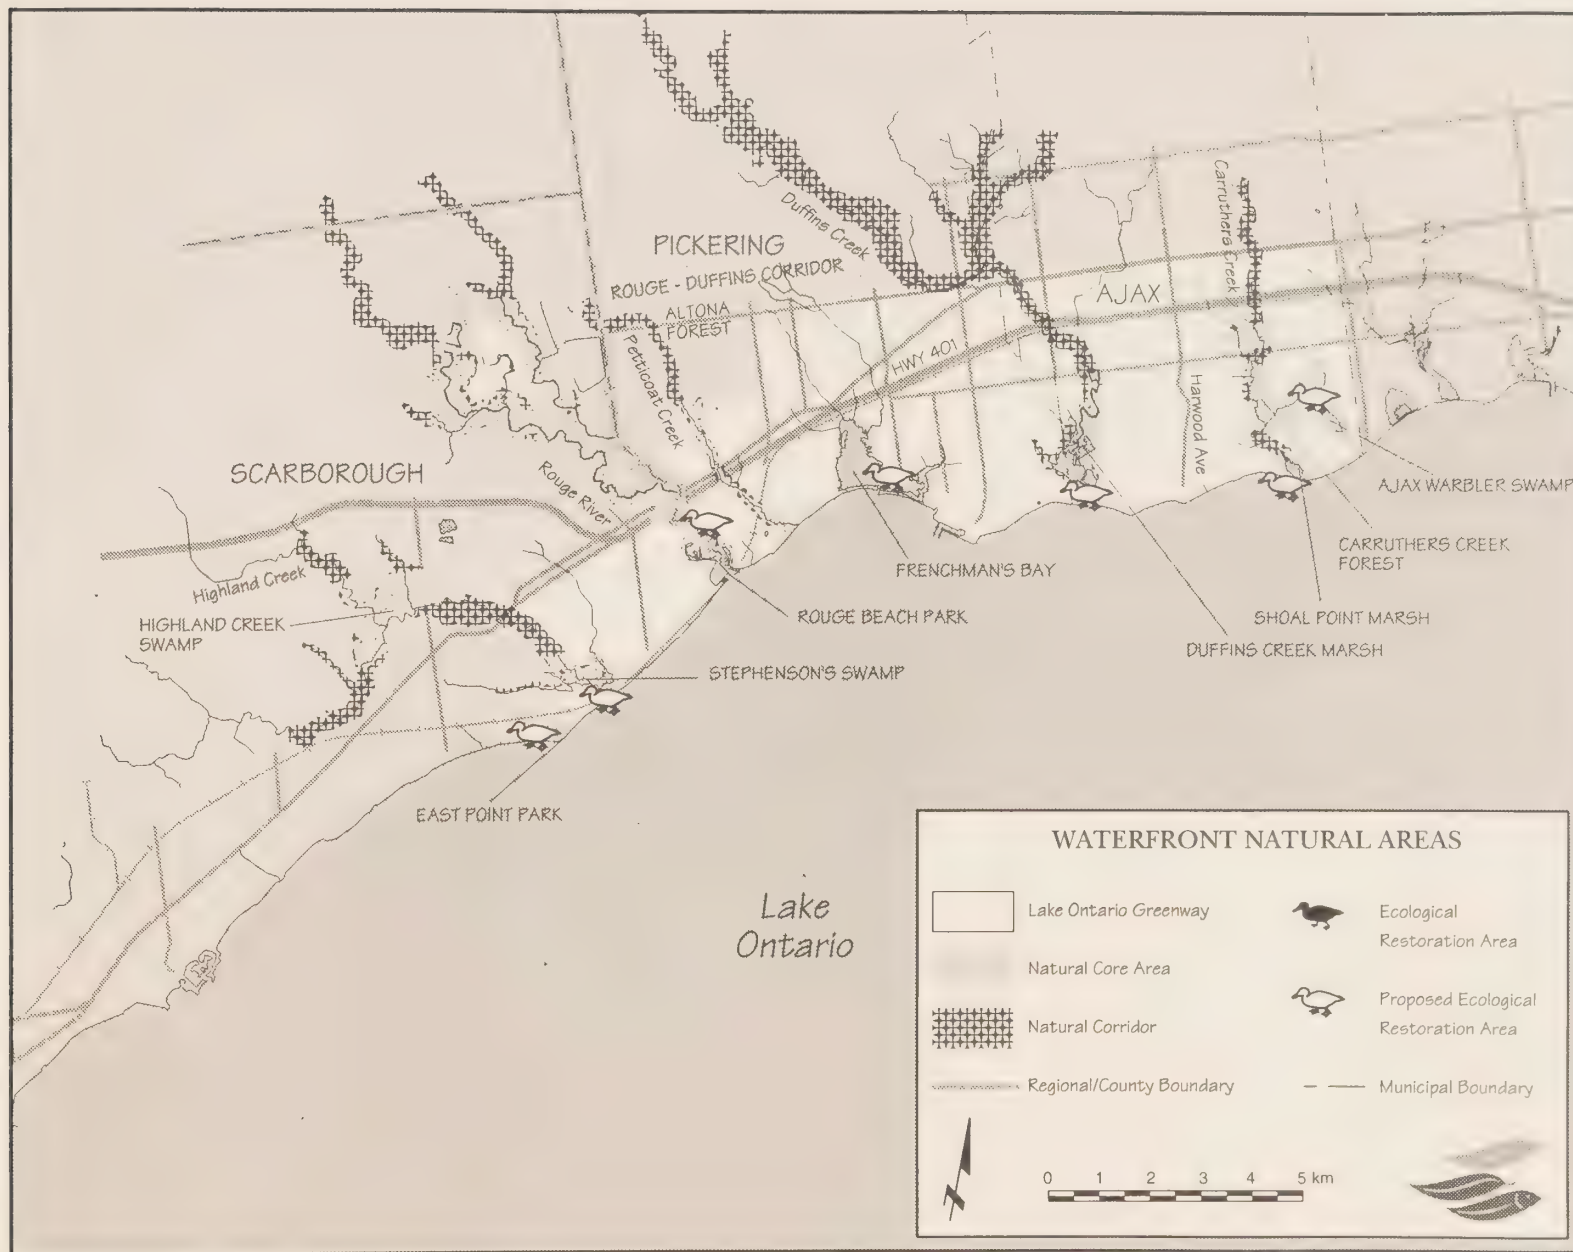 Duffins Creek
Carruthers Creek
PICKERING
ROUGE - DUFFINS CORRIDOR
ALTONA
FOREST
AJAX
Petticoat Creek
HWY 401
Harwood Ave
SCARBOROUGH
Rouge River
AJAX WARBLER SWAMP
Highland Creek
CARRUTHERS CREEK
FOREST
FRENCHMAN'S BAY
HIGHLAND CREEK
SWAMP
ROUGE BEACH PARK
SHOAL POINT MARSH
DUFFINS CREEK MARSH
STEPHENSON'S SWAMP
EAST POINT PARK
Lake
Ontario
WATERFRONT NATURAL AREAS
Lake Ontario Greenway
Natural Core Area
Natural Corridor
Regional/County Boundary
Ecological
Restoration Area
Proposed Ecological
Restoration Area
Municipal Boundary
0 1 2 3 4 5 km